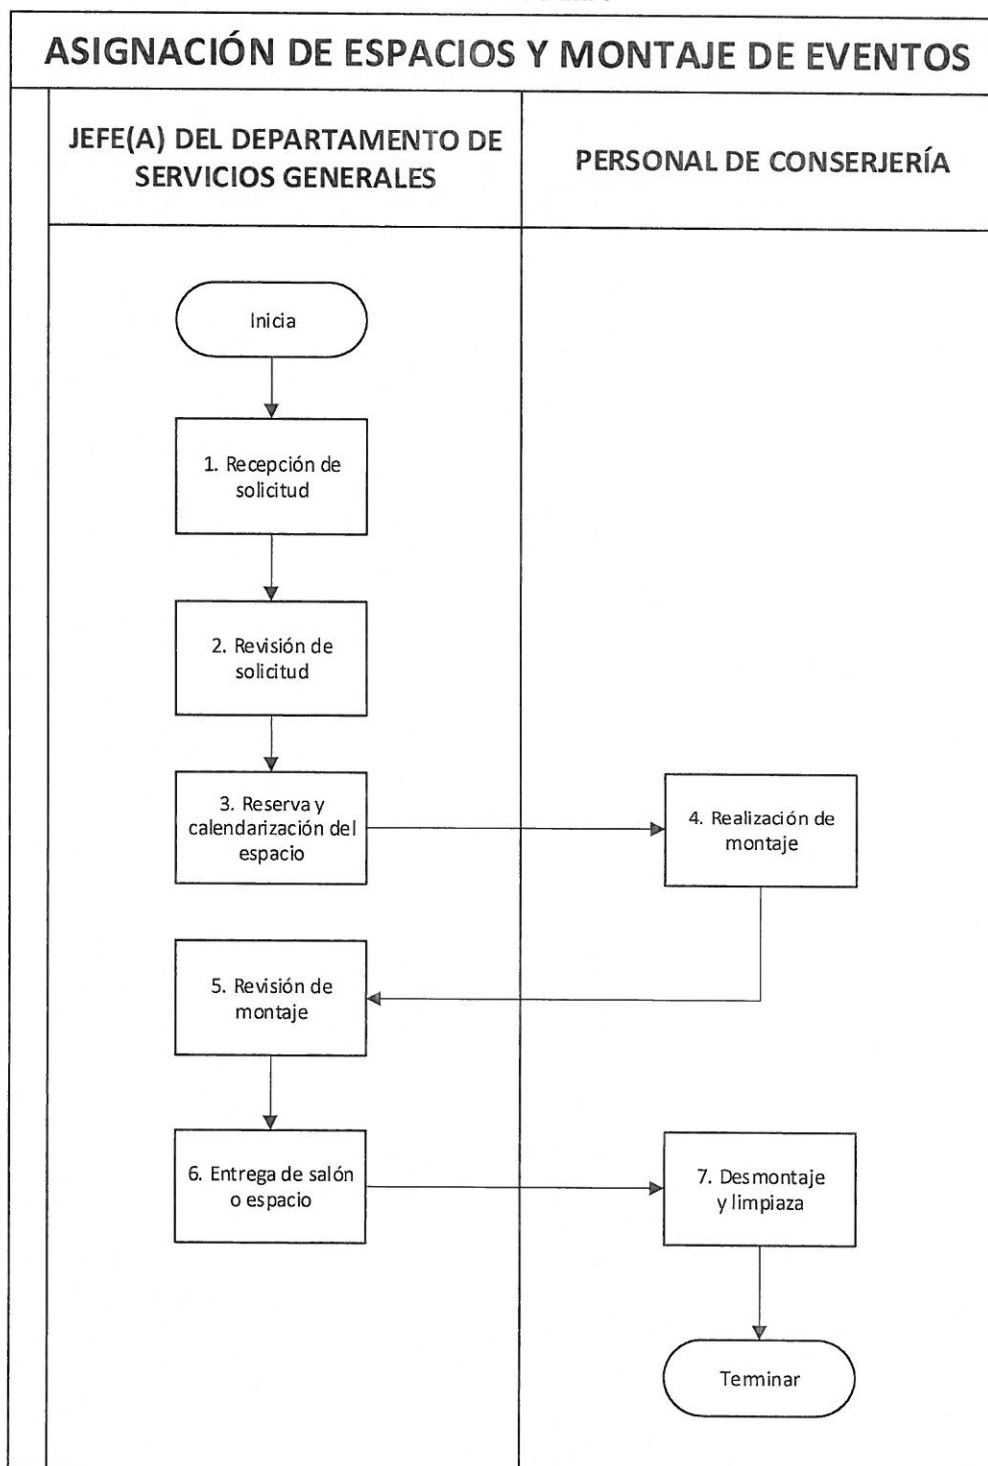 ASIGNACIÓN DE ESPACIOS Y MONTAJE DE EVENTOS
JEFE(A) DEL DEPARTAMENTO DE
SERVICIOS GENERALES
PERSONAL DE CONSERJERÍA
Inicia
1. Recepción de
solicitud
2. Revisión de
solicitud
3. Reserva y
calendarización del
espacio
4. Realización de
montaje
5. Revisión de
montaje
6. Entrega de salón
o espacio
7. Desmontaje
y limpiaza
Terminar